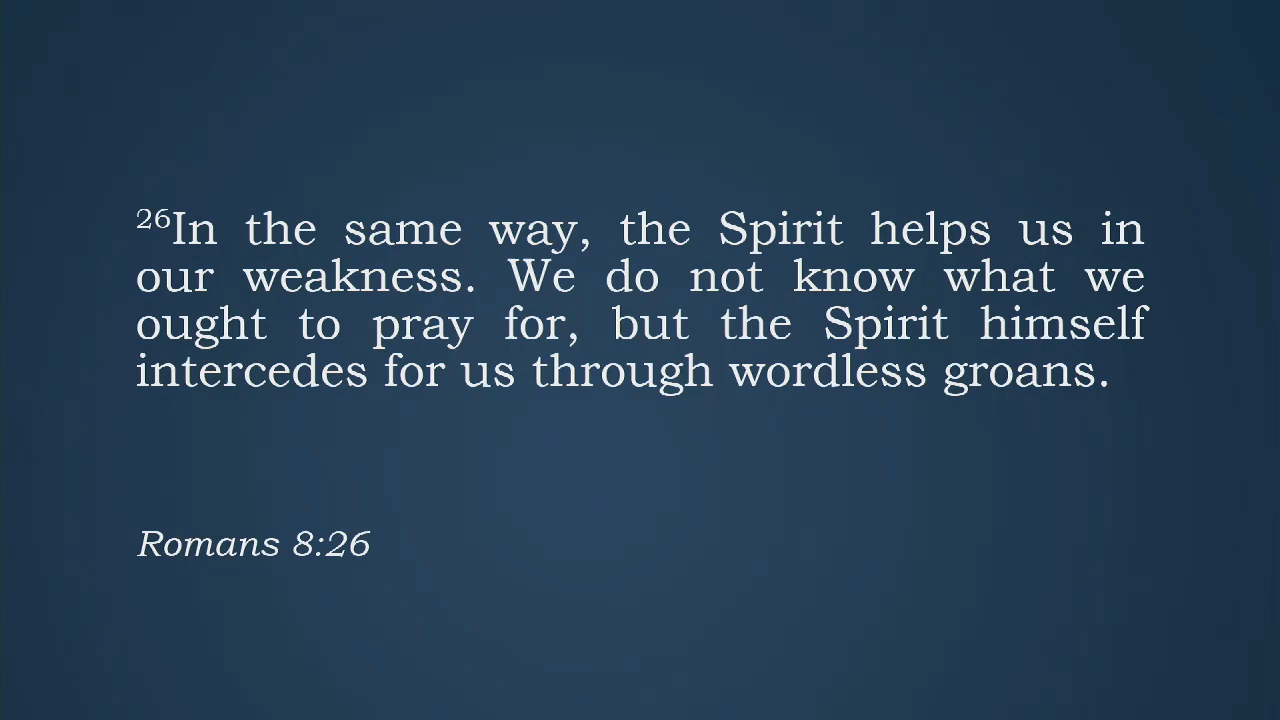 26In the same way, the Spirit helps us in
our weakness. We do not know what we
ought to pray for, but the Spirit himself
intercedes for us through wordless groans.
Romans 8:26